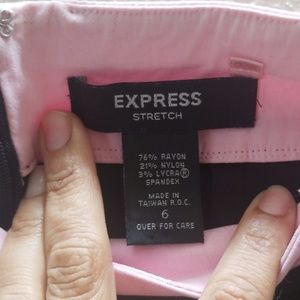 EXPRESS
STRETCH
76% RAYON
21% NYLON
3% LYCRA®
SPANDEX
MADE IN
TAIWAN R.O.C.
6
OVER FOR CARE